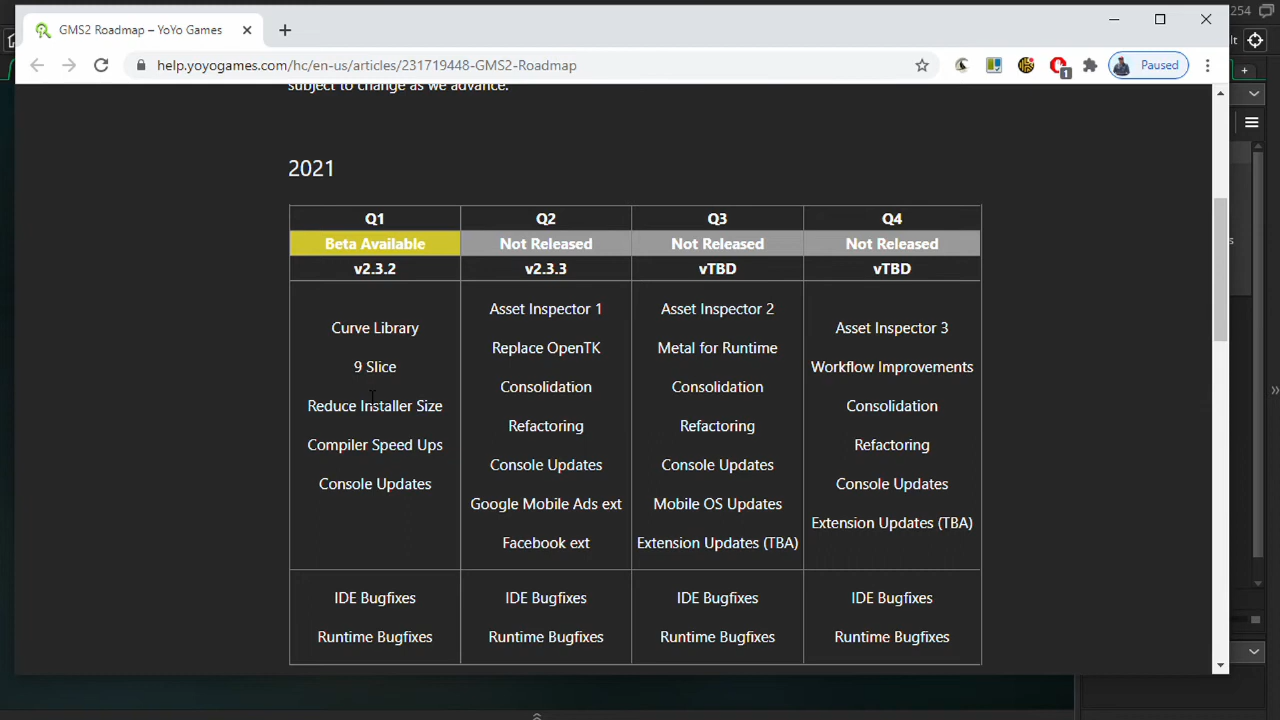 GMS2 Roadmap – YoYo Games
254
help.yoyogames.com/hc/en-us/articles/231719448-GMS2-Roadmap
1
Paused
lt
subject to change as we advance.
2021
Q1 Q2 Q3 Q4
Beta Available Not Released Not Released Not Released
v2.3.2 v2.3.3 vTBD vTBD
Curve Library
9 Slice
Reduce Installer Size
Compiler Speed Ups
Console Updates
Asset Inspector 1
Replace OpenTK
Consolidation
Refactoring
Console Updates
Google Mobile Ads ext
Facebook ext
Asset Inspector 2
Metal for Runtime
Consolidation
Refactoring
Console Updates
Mobile OS Updates
Extension Updates (TBA)
Asset Inspector 3
Workflow Improvements
Consolidation
Refactoring
Console Updates
Extension Updates (TBA)
IDE Bugfixes IDE Bugfixes IDE Bugfixes IDE Bugfixes
Runtime Bugfixes Runtime Bugfixes Runtime Bugfixes Runtime Bugfixes
s